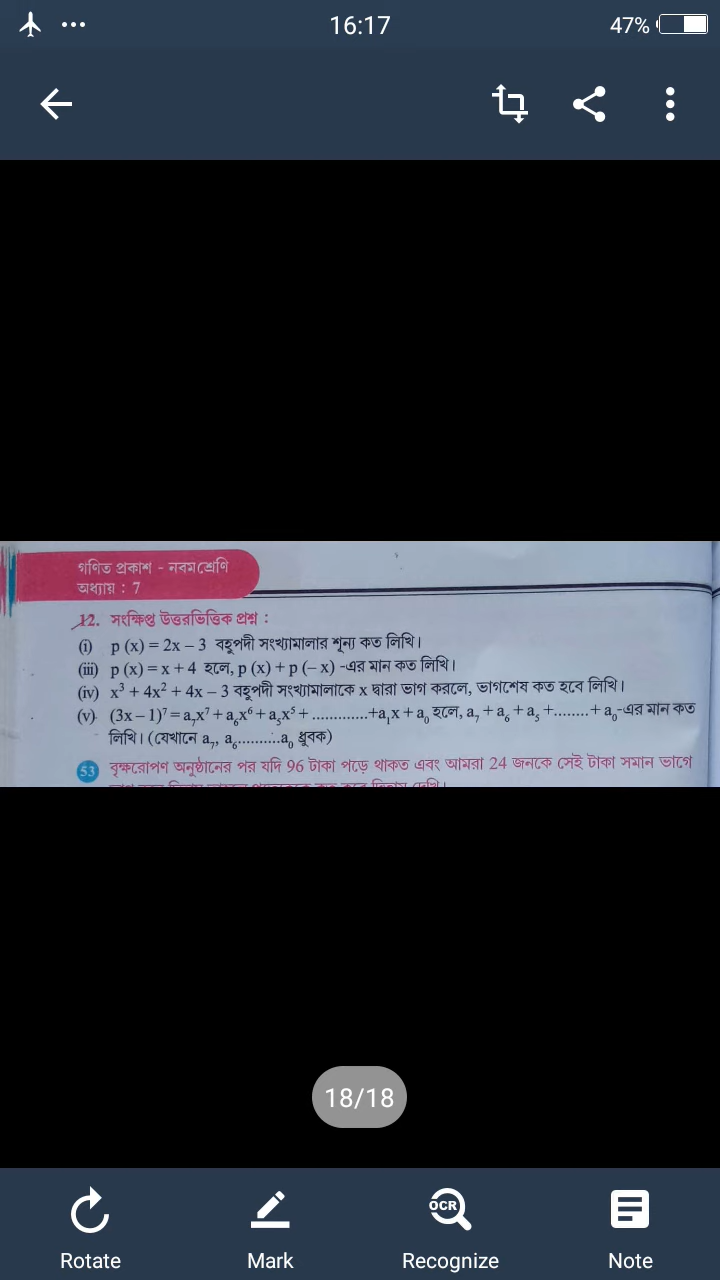 16:17
47%
গণিত প্রকাশ - নবমশ্রেণি
অধ্যায় : 7
12. সংক্ষিপ্ত উত্তরভিত্তিক প্রশ্ন :
(i) p (x) = 2x – 3 বহুপদী সংখ্যামালার শূন্য কত লিখি।
(iii) p (x) = x + 4 হলে, p (x) + p (– x) -এর মান কত লিখি।
(iv) x³ + 4x² + 4x – 3 বহুপদী সংখ্যামালাকে x দ্বারা ভাগ করলে, ভাগশেষ কত হবে লিখি।
(v) (3x – 1)⁷ = a₇x⁷ + a₆x⁶ + a₅x⁵ + .............+a₁x + a₀ হলে, a₇ + a₆ + a₅ +........+ a₀-এর মান কত
লিখি। (যেখানে a₇, a₆..........a₀ ধ্রুবক)
53 বৃক্ষরোপণ অনুষ্ঠানের পর যদি 96 টাকা পড়ে থাকত এবং আমরা 24 জনকে সেই টাকা সমান ভাগে
18/18
OCR
Rotate Mark Recognize Note